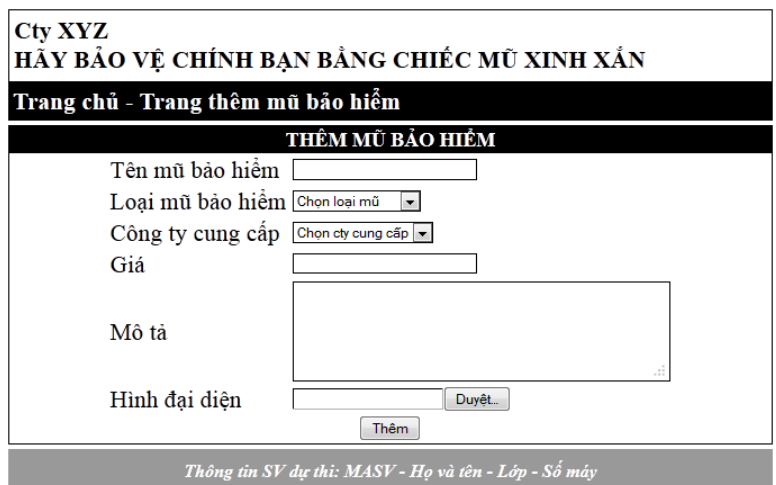 Cty XYZ
HÃY BẢO VỆ CHÍNH BẠN BẰNG CHIẾC MŨ XINH XẮN
Trang chủ - Trang thêm mũ bảo hiểm
THÊM MŨ BẢO HIỂM
Tên mũ bảo hiểm
Loại mũ bảo hiểm Chọn loại mũ
Công ty cung cấp Chọn cty cung cấp
Giá
Mô tả
Hình đại diện Duyệt...
Thêm
Thông tin SV dự thi: MASV - Họ và tên - Lớp - Số máy